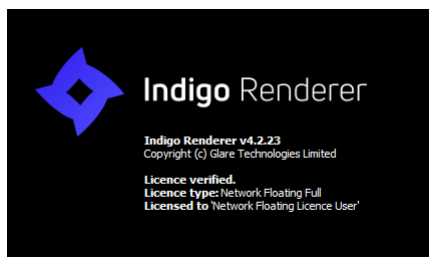 Indigo Renderer
Indigo Renderer v4.2.23
Copyright (c) Glare Technologies Limited
Licence verified.
Licence type: Network Floating Full
Licensed to 'Network Floating Licence User'